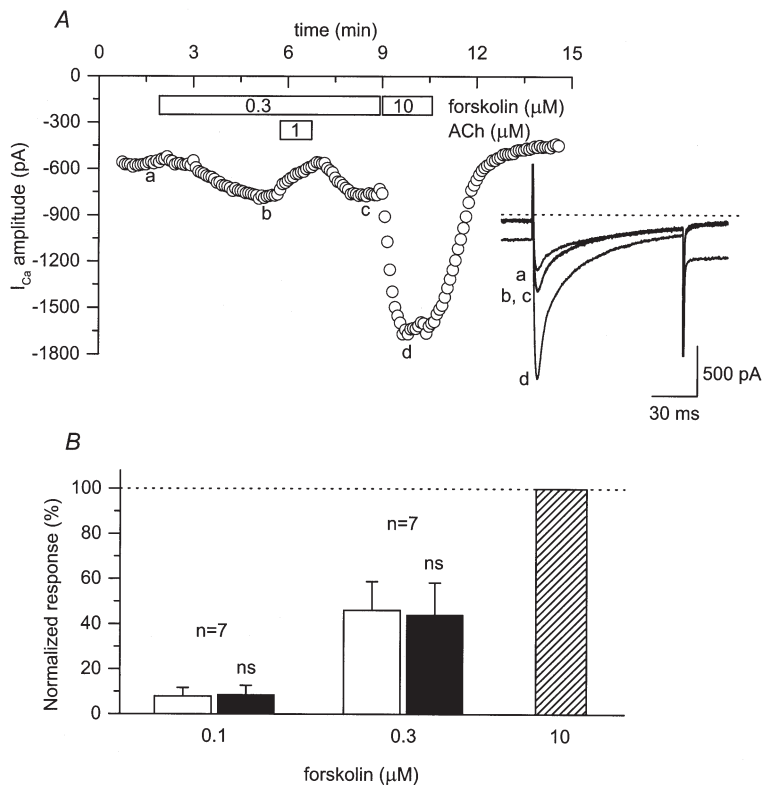 A
time (min)
0 3 6 9 12 15
0
-300
-600
-900
-1200
-1500
-1800
I_Ca amplitude (pA)
0.3 10 forskolin (µM)
1 ACh (µM)
a
b
c
d
a
b, c
d
500 pA
30 ms
B
100
80
60
40
20
0
Normalized response (%)
n=7
ns
n=7
ns
0.1 0.3 10
forskolin (µM)